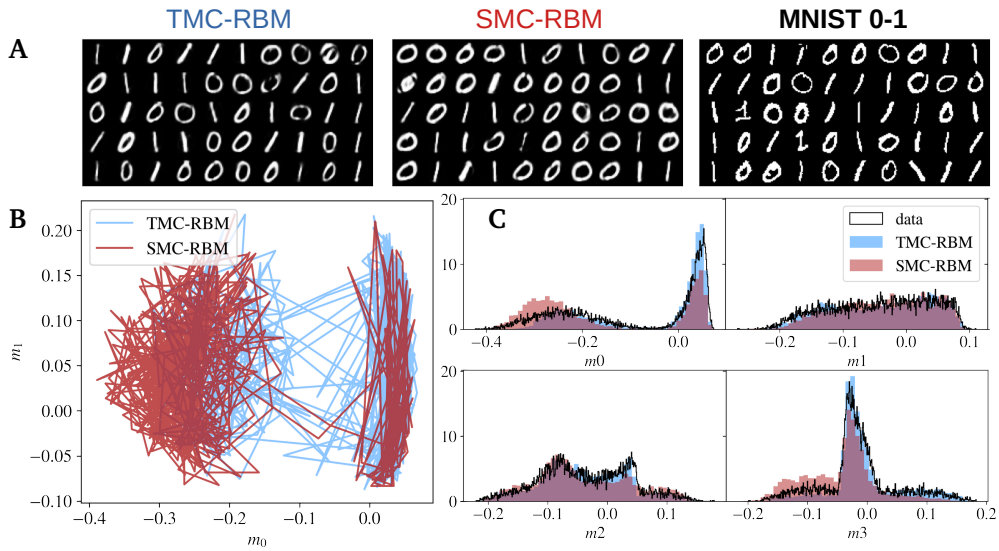 TMC-RBM SMC-RBM MNIST 0-1
A
B
TMC-RBM
SMC-RBM
0.20
0.15
0.10
0.05
0.00
−0.05
−0.10
m1
−0.4 −0.3 −0.2 −0.1 0.0
m0
C
20
10
0
−0.4 −0.2 0.0
m0
data
TMC-RBM
SMC-RBM
−0.2 −0.1 0.0 0.1
m1
20
10
0
−0.2 −0.1 0.0 0.1
m2
−0.1 0.0 0.1 0.2
m3